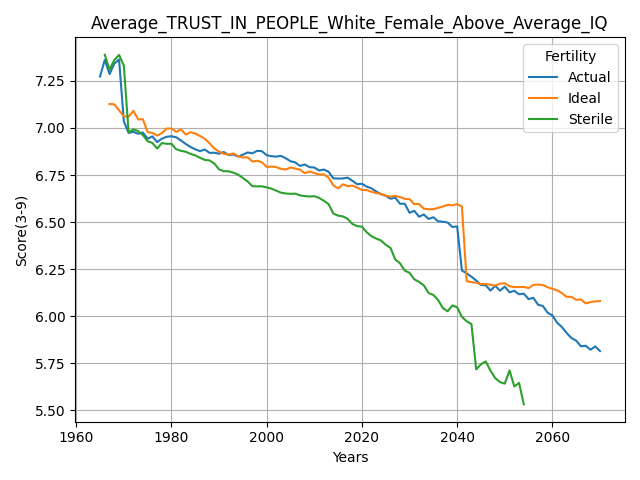 Average_TRUST_IN_PEOPLE_White_Female_Above_Average_IQ
Fertility
Actual
Ideal
Sterile
Score(3-9)
7.25
7.00
6.75
6.50
6.25
6.00
5.75
5.50
1960
1980
2000
2020
2040
2060
Years